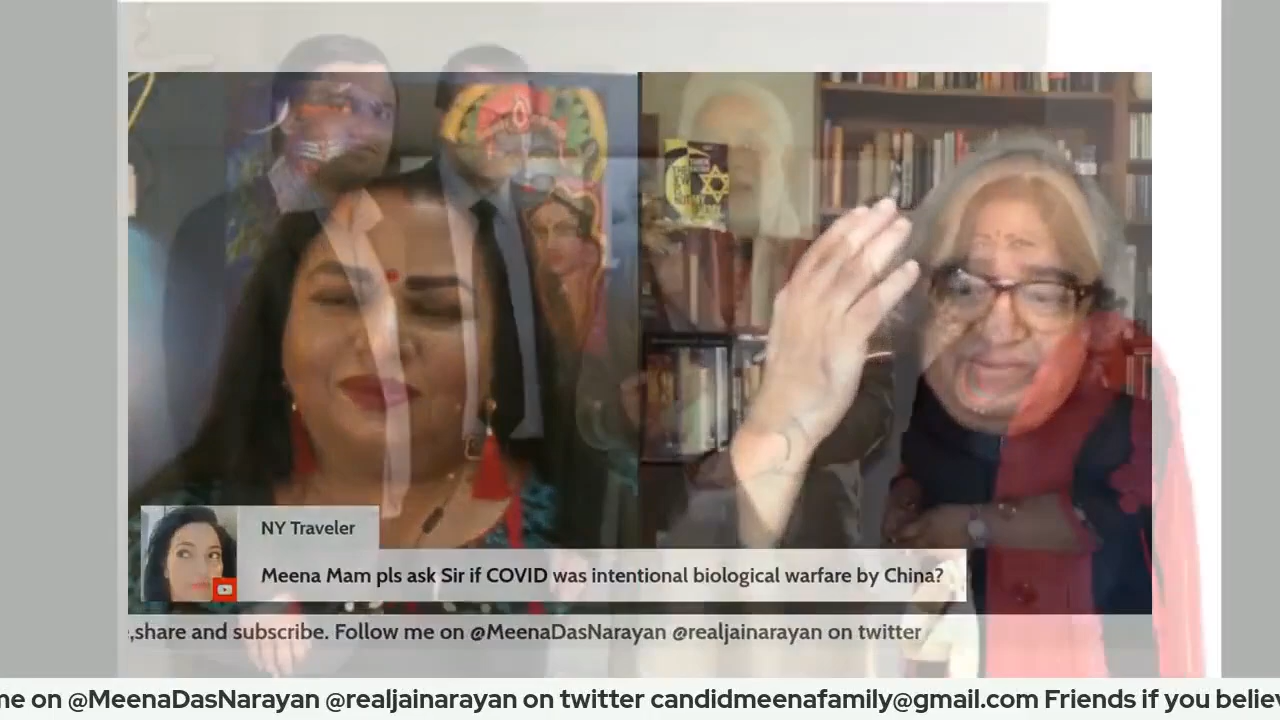 NY Traveler
Meena Mam pls ask Sir if COVID was intentional biological warfare by China?
,share and subscribe. Follow me on @MeenaDasNarayan @realjainarayan on twitter
me on @MeenaDasNarayan @realjainarayan on twitter candidmeenafamily@gmail.com Friends if you believe